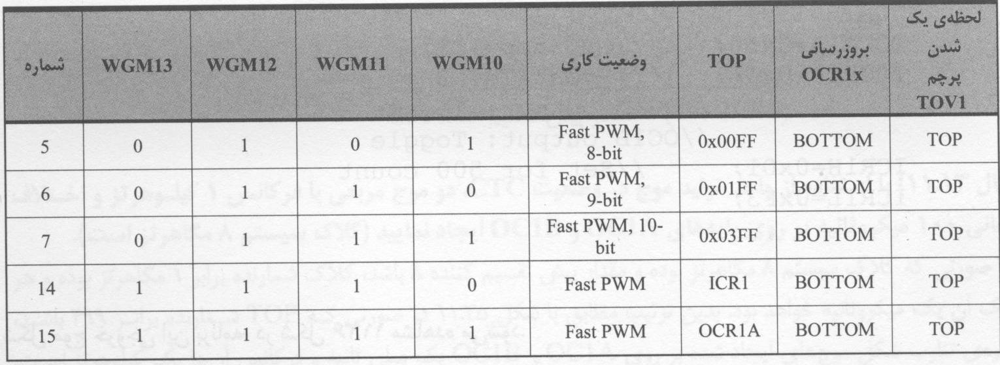 شماره WGM13 WGM12 WGM11 WGM10 وضعیت کاری TOP بروزرسانی OCR1x لحظه‌ی یک شدن پرچم TOV1
5 0 1 0 1 Fast PWM, 8-bit 0x00FF BOTTOM TOP
6 0 1 1 0 Fast PWM, 9-bit 0x01FF BOTTOM TOP
7 0 1 1 1 Fast PWM, 10-bit 0x03FF BOTTOM TOP
14 1 1 1 0 Fast PWM ICR1 BOTTOM TOP
15 1 1 1 1 Fast PWM OCR1A BOTTOM TOP